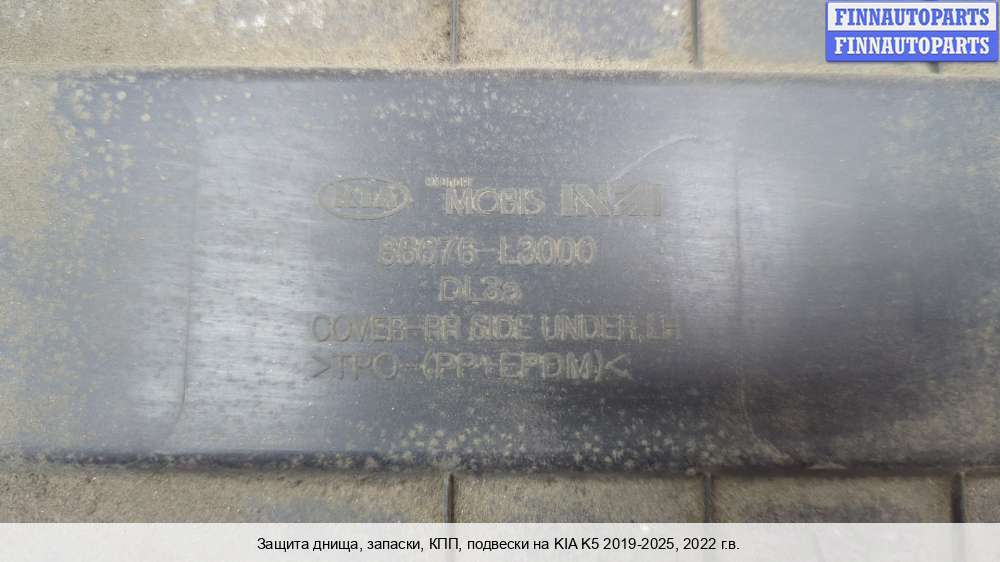 FINNAUTOPARTS
FINNAUTOPARTS
KIA MOBIS
L3000
DL3a
COVER-RR SIDE UNDER,LH
>TPO-(PP+EPDM)<
Защита днища, запаски, КПП, подвески на KIA K5 2019-2025, 2022 г.в.